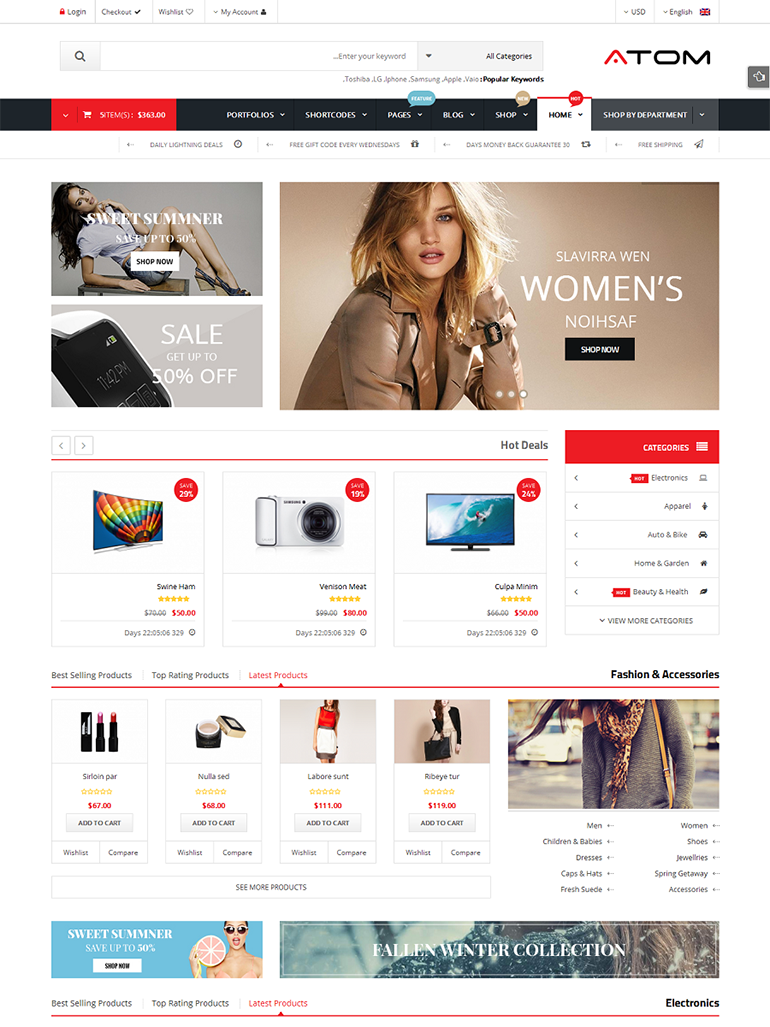 Login
Checkout
Wishlist
My Account
USD
English
...Enter your keyword
All Categories
ATOM
,Toshiba ,LG ,Iphone ,Samsung ,Apple ,Vaio :Popular Keywords
FEATURE
NEW
HOT
5ITEM(S) : $363.00
PORTFOLIOS
SHORTCODES
PAGES
BLOG
SHOP
HOME
SHOP BY DEPARTMENT
DAILY LIGHTNING DEALS
FREE GIFT CODE EVERY WEDNESDAYS
DAYS MONEY BACK GUARANTEE 30
FREE SHIPPING
SWEET SUMMNER
SAVE UP TO 50%
SHOP NOW
SALE
GET UP TO
50% OFF
11:42 PM
SLAVIRRA WEN
WOMEN'S
NOIHSAF
SHOP NOW
Hot Deals
CATEGORIES
HOT Electronics
Apparel
Auto & Bike
Home & Garden
HOT Beauty & Health
VIEW MORE CATEGORIES
SAVE 29%
SAMSUNG
SAVE 19%
SAVE 24%
Swine Ham
$70.00 $50.00
Days 22:05:06 329
Venison Meat
$99.00 $80.00
Days 22:05:06 329
Culpa Minim
$66.00 $50.00
Days 22:05:06 329
Best Selling Products
Top Rating Products
Latest Products
Fashion & Accessories
Sirloin par
$67.00
ADD TO CART
Wishlist
Compare
Nulla sed
$68.00
ADD TO CART
Wishlist
Compare
Labore sunt
$111.00
ADD TO CART
Wishlist
Compare
Ribeye tur
$119.00
ADD TO CART
Wishlist
Compare
SEE MORE PRODUCTS
Men
Women
Children & Babies
Shoes
Dresses
Jewellries
Caps & Hats
Spring Getaway
Fresh Suede
Accessories
SWEET SUMMNER
SAVE UP TO 50%
SHOP NOW
FALLEN WINTER COLLECTION
Best Selling Products
Top Rating Products
Latest Products
Electronics